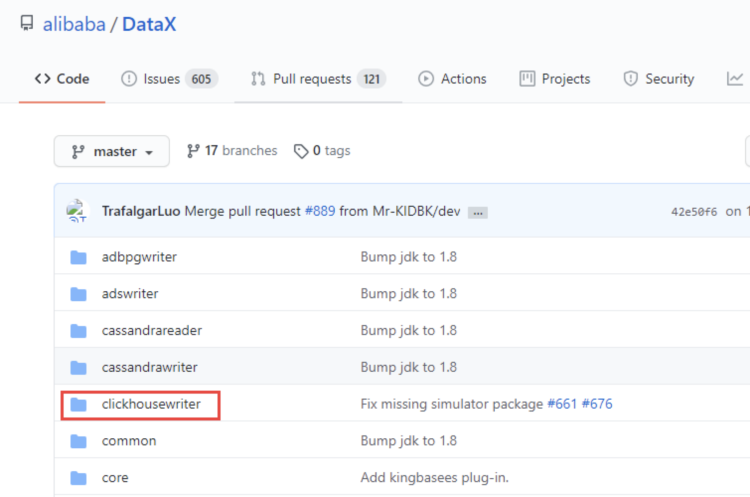 alibaba / DataX
Code Issues 605 Pull requests 121 Actions Projects Security
master 17 branches 0 tags
TrafalgarLuo Merge pull request #889 from Mr-KIDBK/dev ... 42e50f6 on 1
adbpgwriter Bump jdk to 1.8
adswriter Bump jdk to 1.8
cassandrareader Bump jdk to 1.8
cassandrawriter Bump jdk to 1.8
clickhousewriter Fix missing simulator package #661 #676
common Bump jdk to 1.8
core Add kingbasees plug-in.